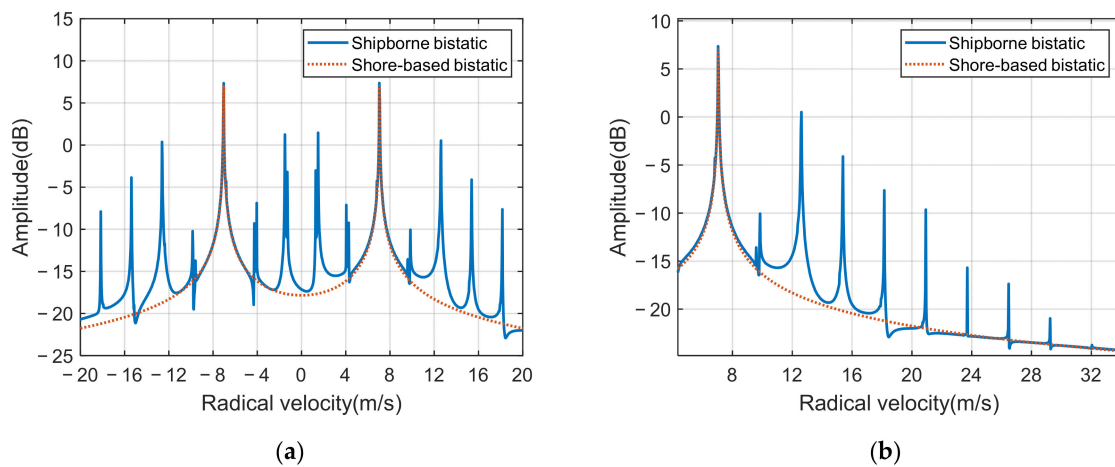 15
10
5
0
−5
−10
−15
−20
−25
Amplitude(dB)
−20 −16 −12 −8 −4 0 4 8 12 16 20
Radical velocity(m/s)
Shipborne bistatic
Shore-based bistatic
(a)
10
5
0
−5
−10
−15
−20
Amplitude(dB)
8 12 16 20 24 28 32
Radical velocity(m/s)
Shipborne bistatic
Shore-based bistatic
(b)